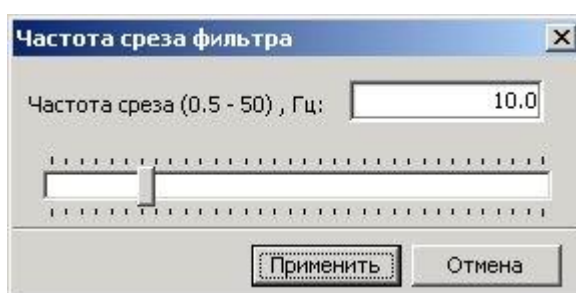 Частота среза фильтра
Частота среза (0.5 - 50) , Гц: 10.0
Применить Отмена